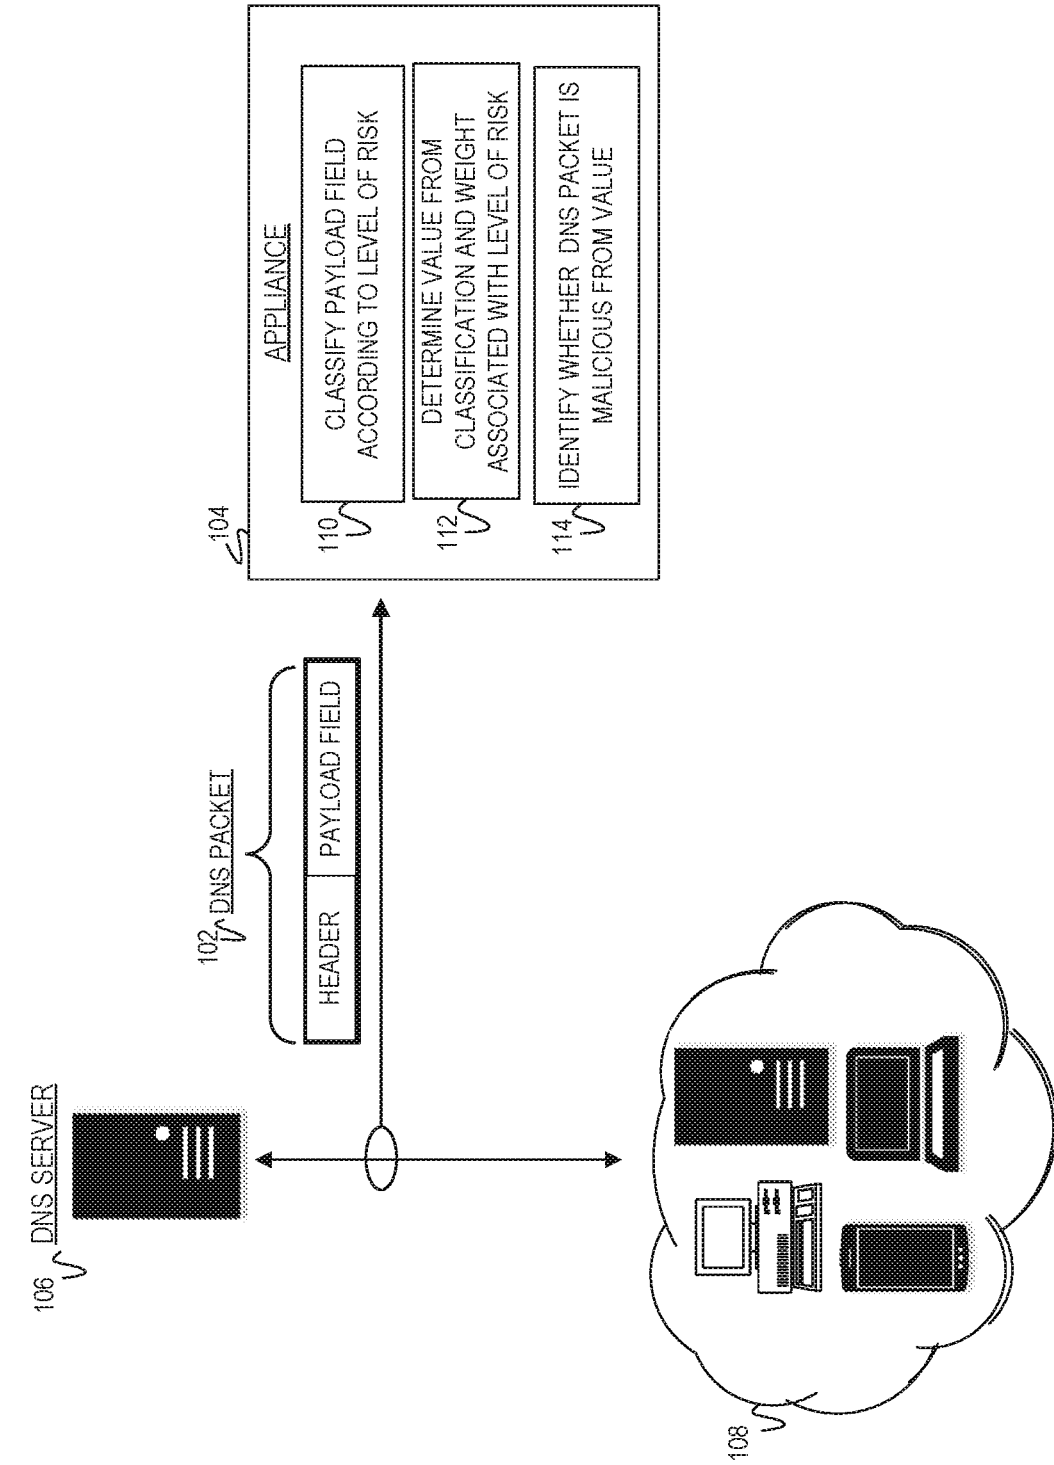 106
DNS SERVER
102
DNS PACKET
HEADER
PAYLOAD FIELD
104
APPLIANCE
110
CLASSIFY PAYLOAD FIELD
ACCORDING TO LEVEL OF RISK
112
DETERMINE VALUE FROM
CLASSIFICATION AND WEIGHT
ASSOCIATED WITH LEVEL OF RISK
114
IDENTIFY WHETHER DNS PACKET IS
MALICIOUS FROM VALUE
108